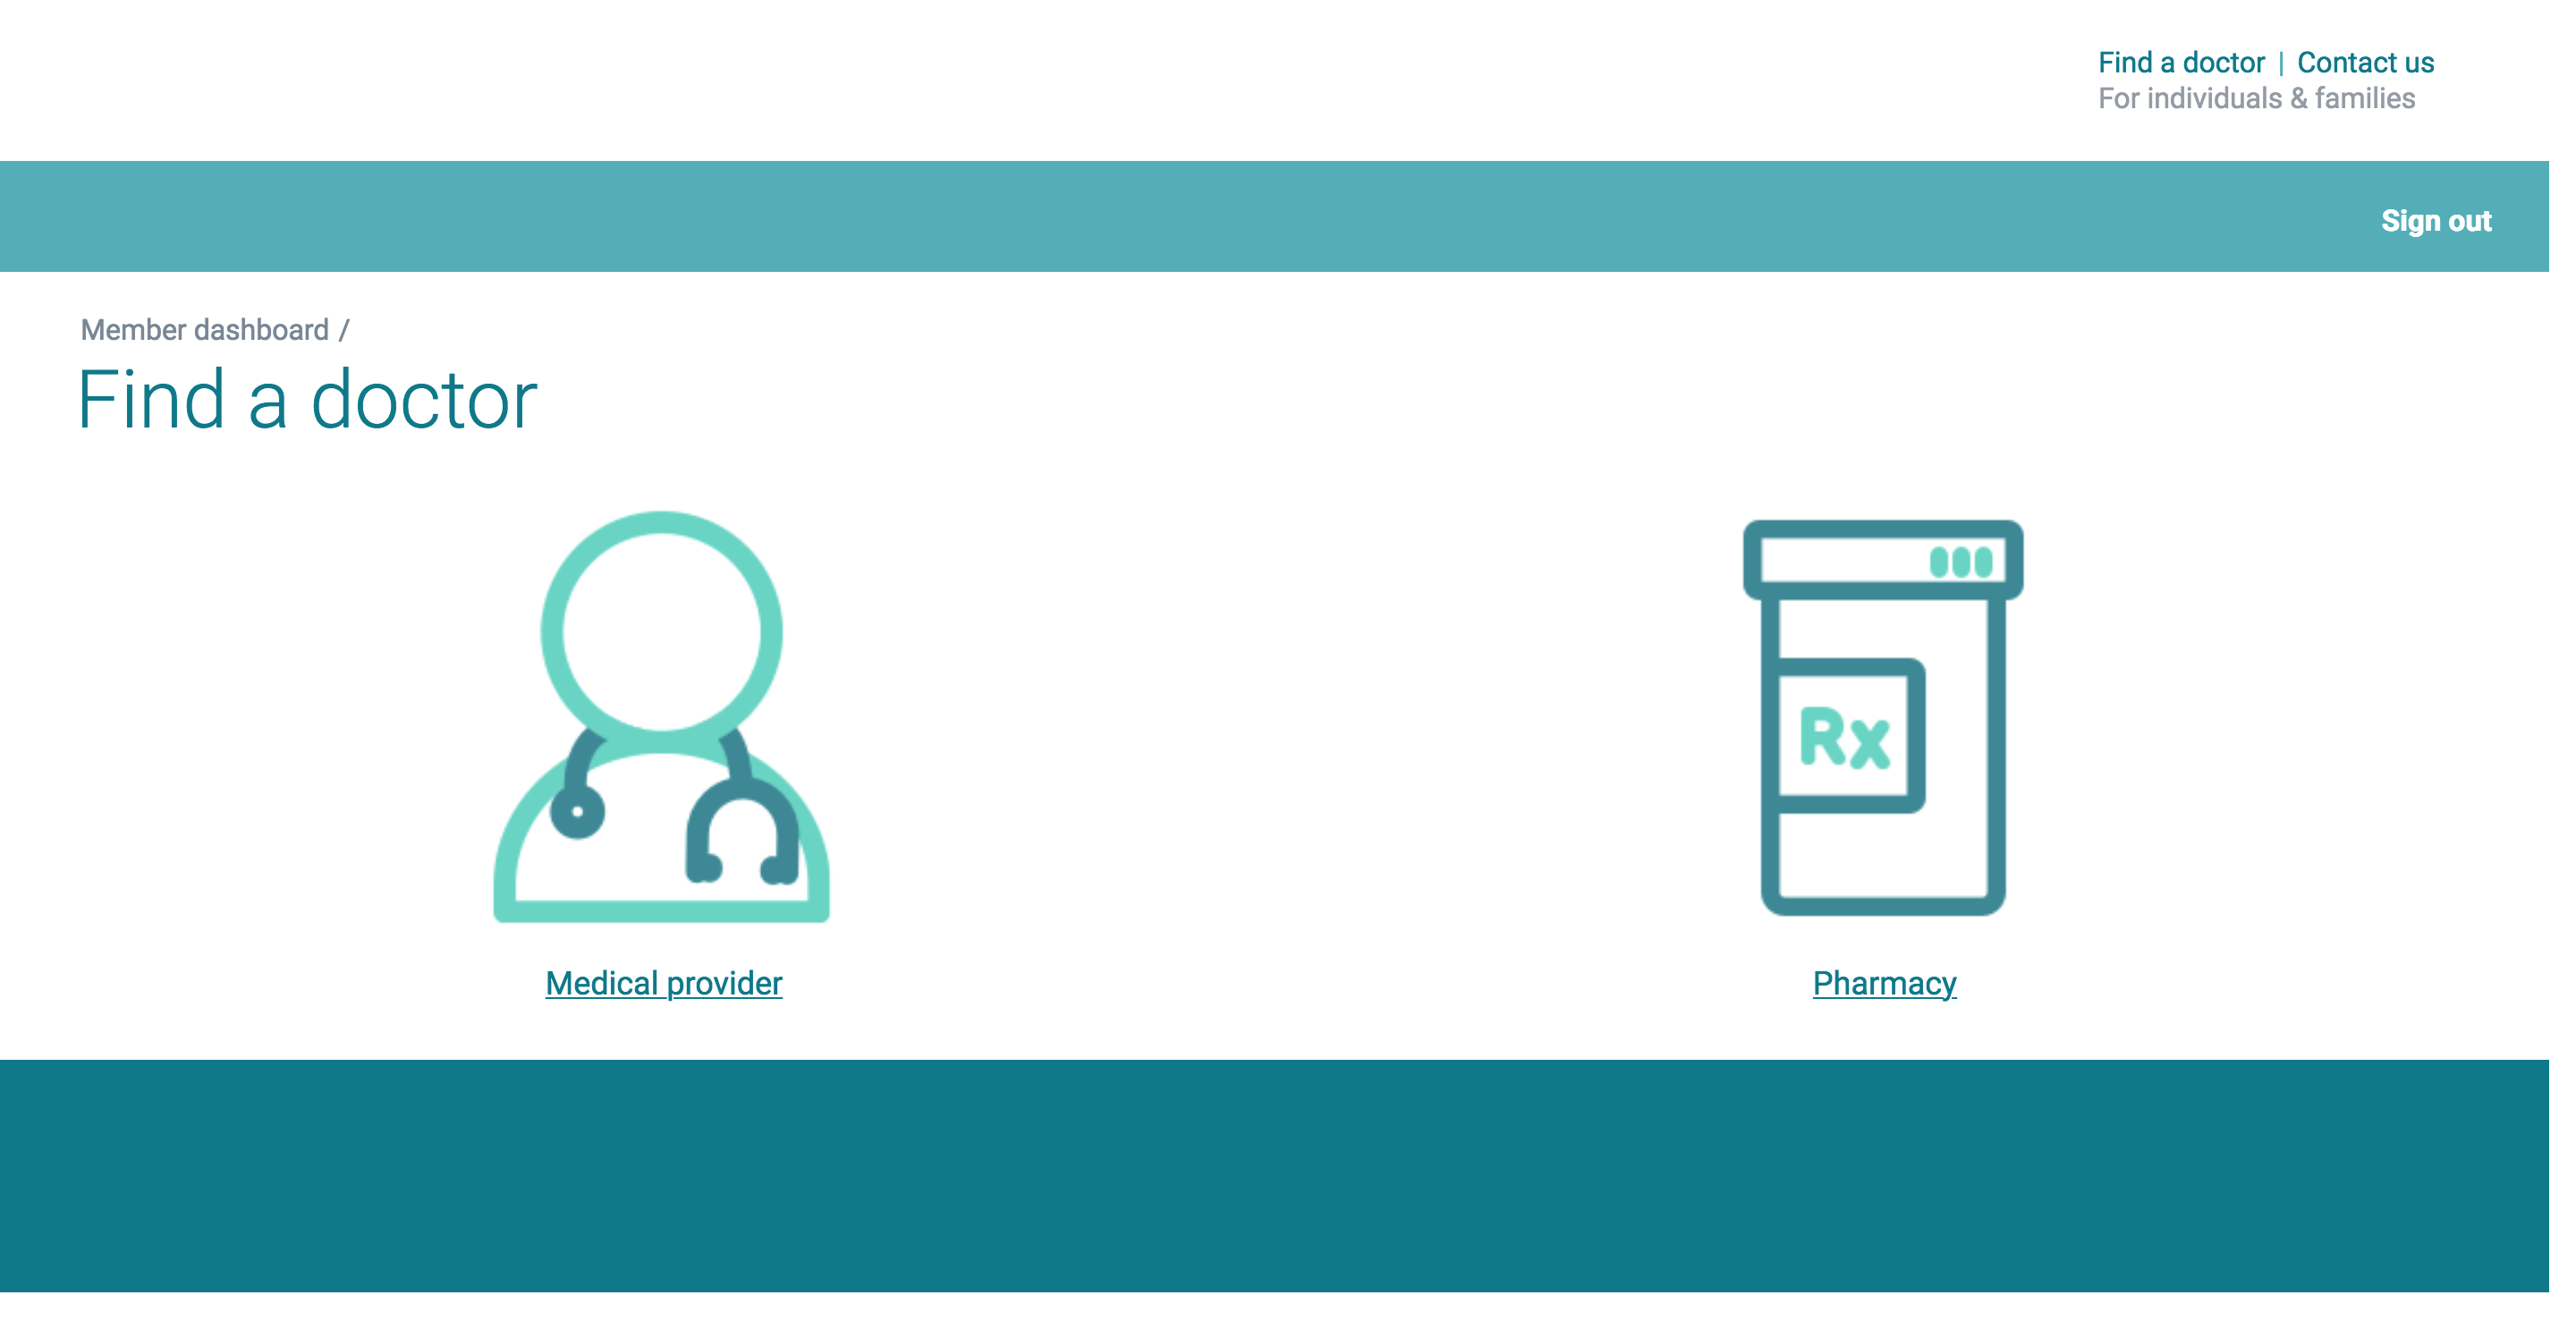 Find a doctor | Contact us
For individuals & families
Sign out
Member dashboard /
Find a doctor
Rx
Medical provider
Pharmacy